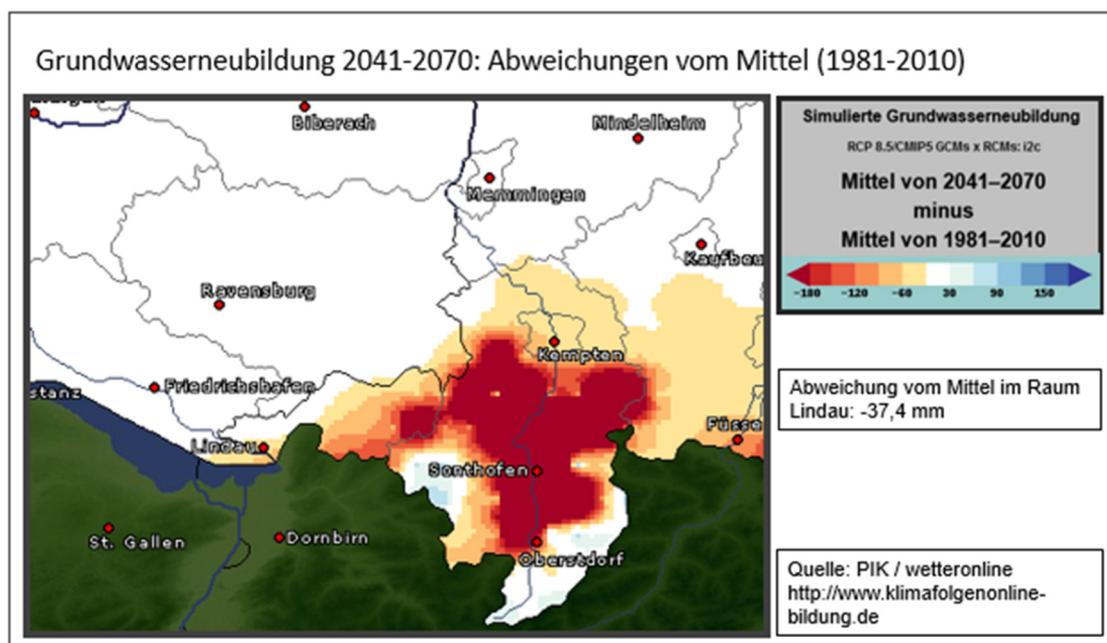 Grundwasserneubildung 2041-2070: Abweichungen vom Mittel (1981-2010)
Biberach
Mindelheim
Memmingen
Kaufbeu
Ravensburg
Kempten
Friedrichshafen
stanz
Füsse
Lindau
Sonthofen
St. Gallen
Dornbirn
Oberstdorf
Simulierte Grundwasserneubildung
RCP 8.5/CMIP5 GCMs x RCMs: i2c
Mittel von 2041–2070
minus
Mittel von 1981–2010
-180 -120 -60 30 90 150
Abweichung vom Mittel im Raum
Lindau: -37,4 mm
Quelle: PIK / wetteronline
http://www.klimafolgenonline-
bildung.de